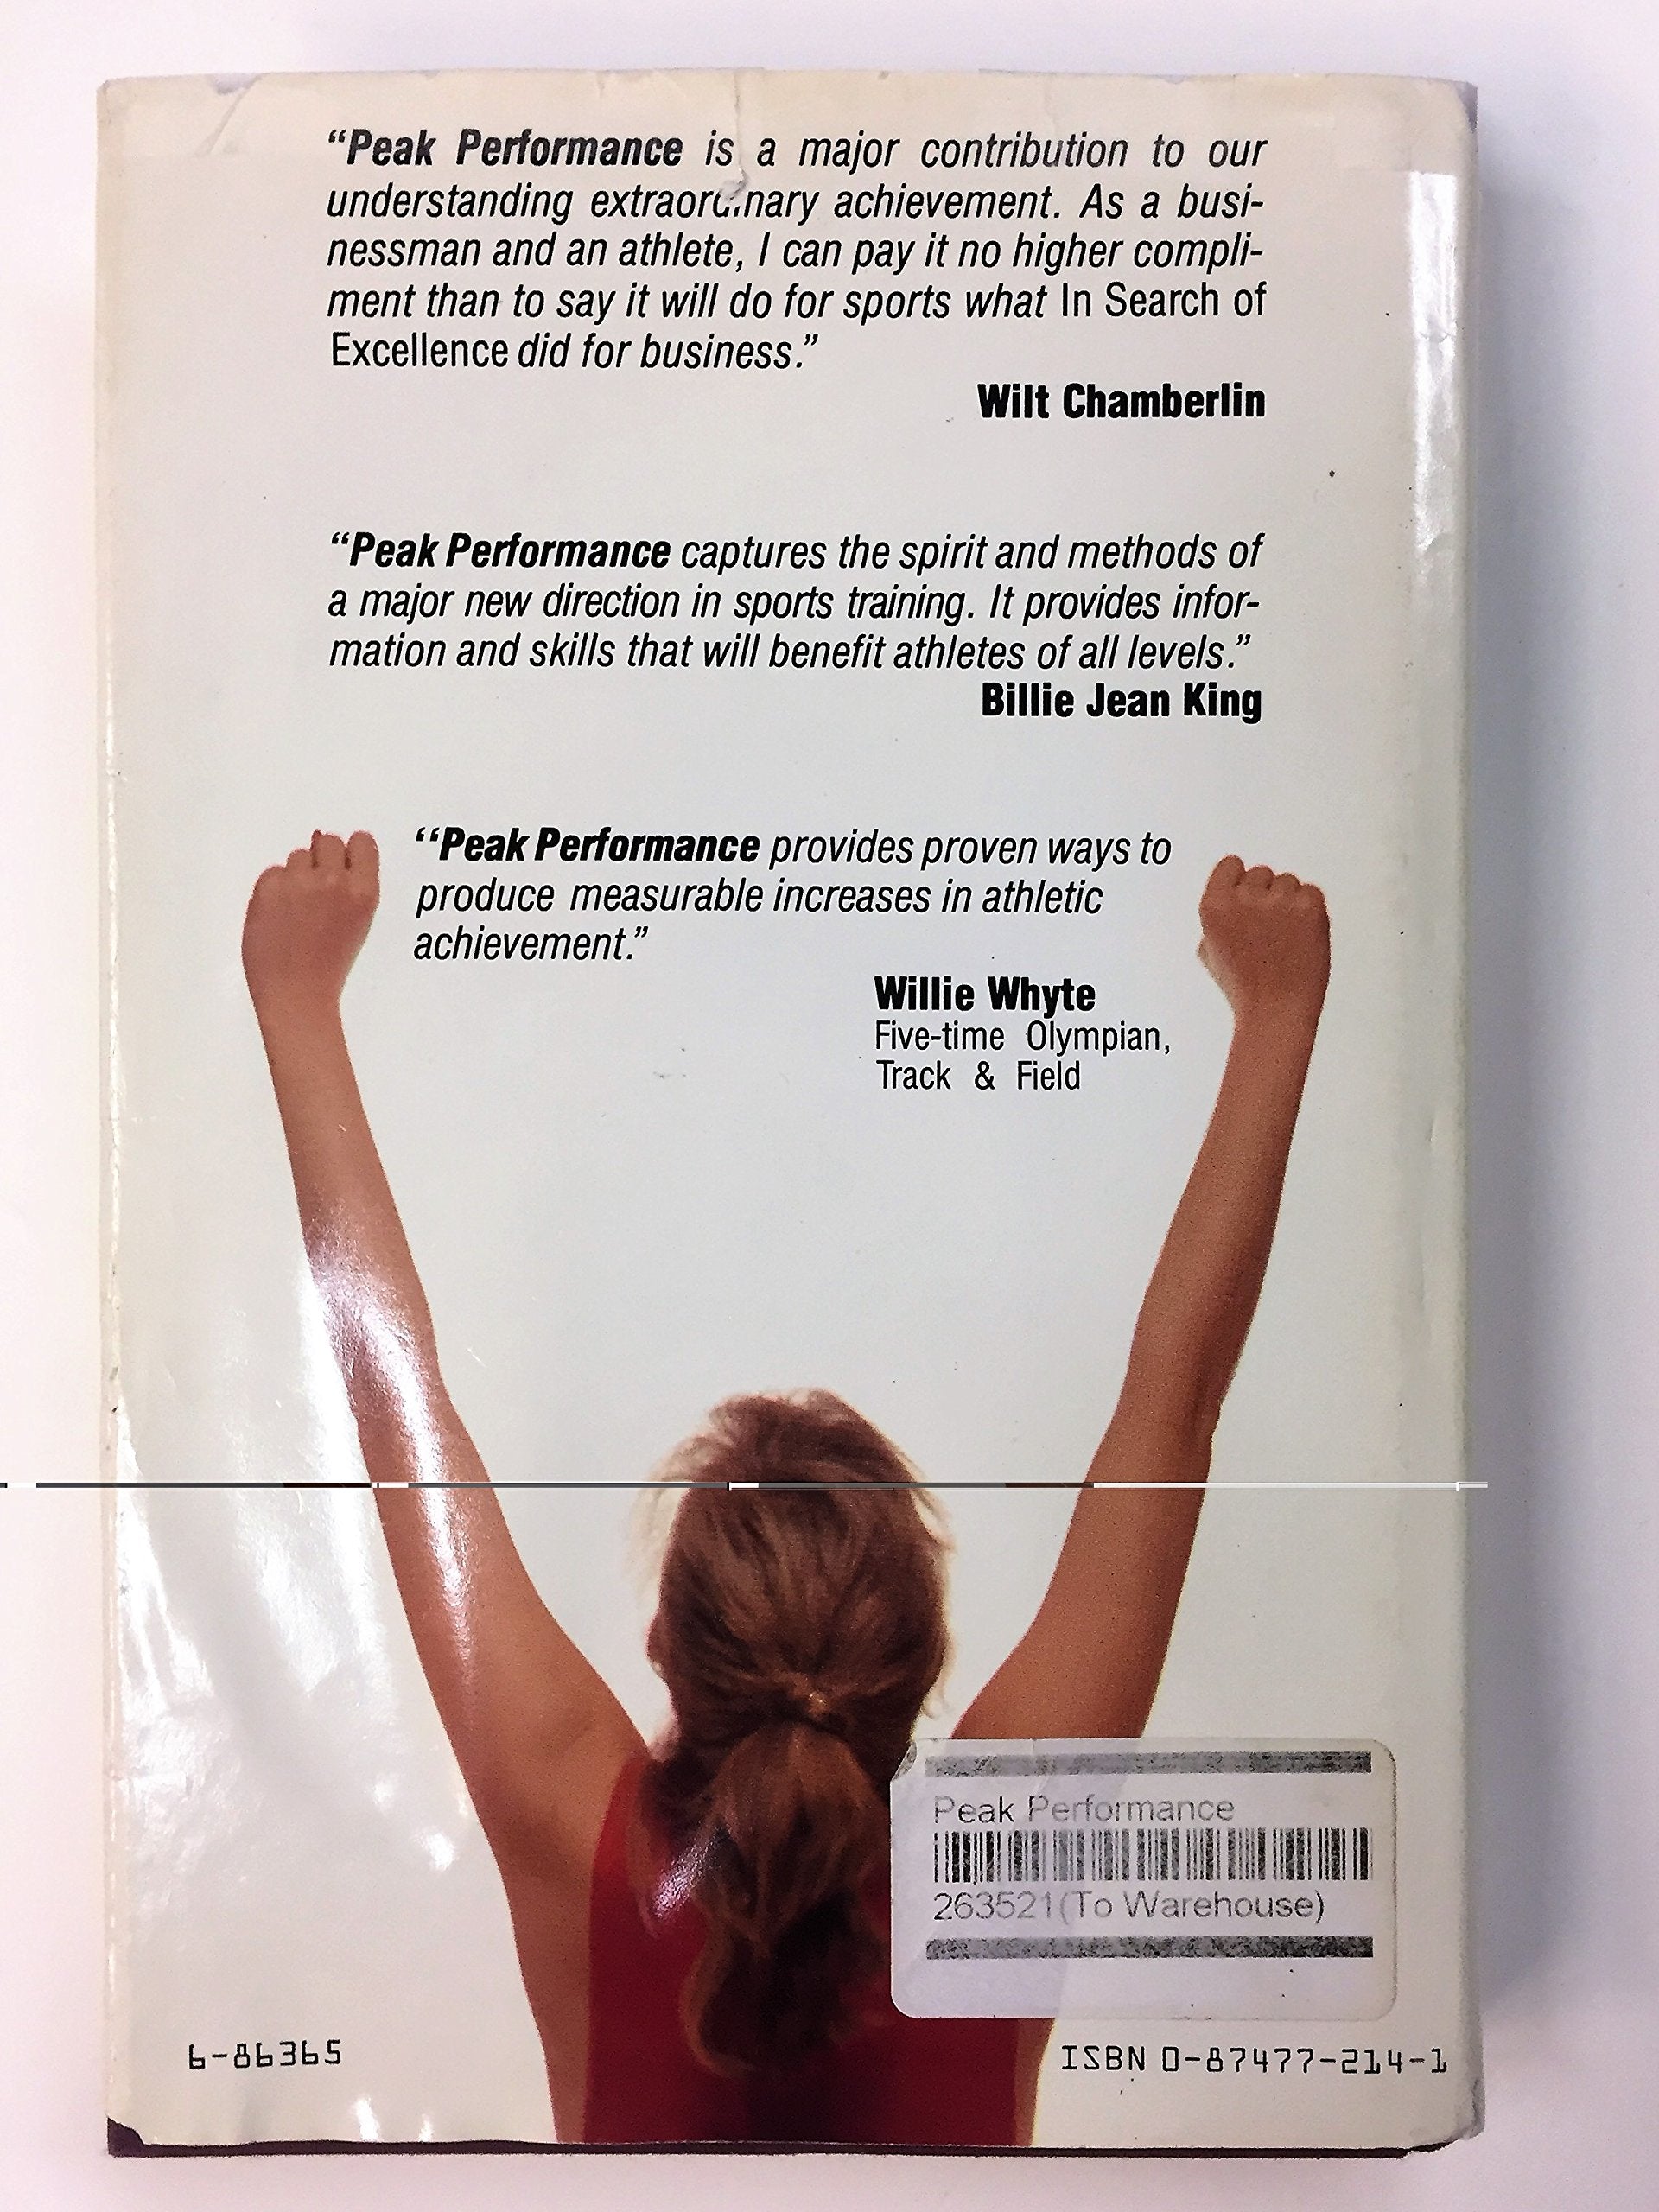 “Peak Performance is a major contribution to our
understanding extraordinary achievement. As a busi-
nessman and an athlete, I can pay it no higher compli-
ment than to say it will do for sports what In Search of
Excellence did for business.”
Wilt Chamberlin
“Peak Performance captures the spirit and methods of
a major new direction in sports training. It provides infor-
mation and skills that will benefit athletes of all levels.”
Billie Jean King
‘‘Peak Performance provides proven ways to
produce measurable increases in athletic
achievement.”
Willie Whyte
Five-time Olympian,
Track & Field
Peak Performance
263521(To Warehouse)
6-86365
ISBN 0-87477-214-1